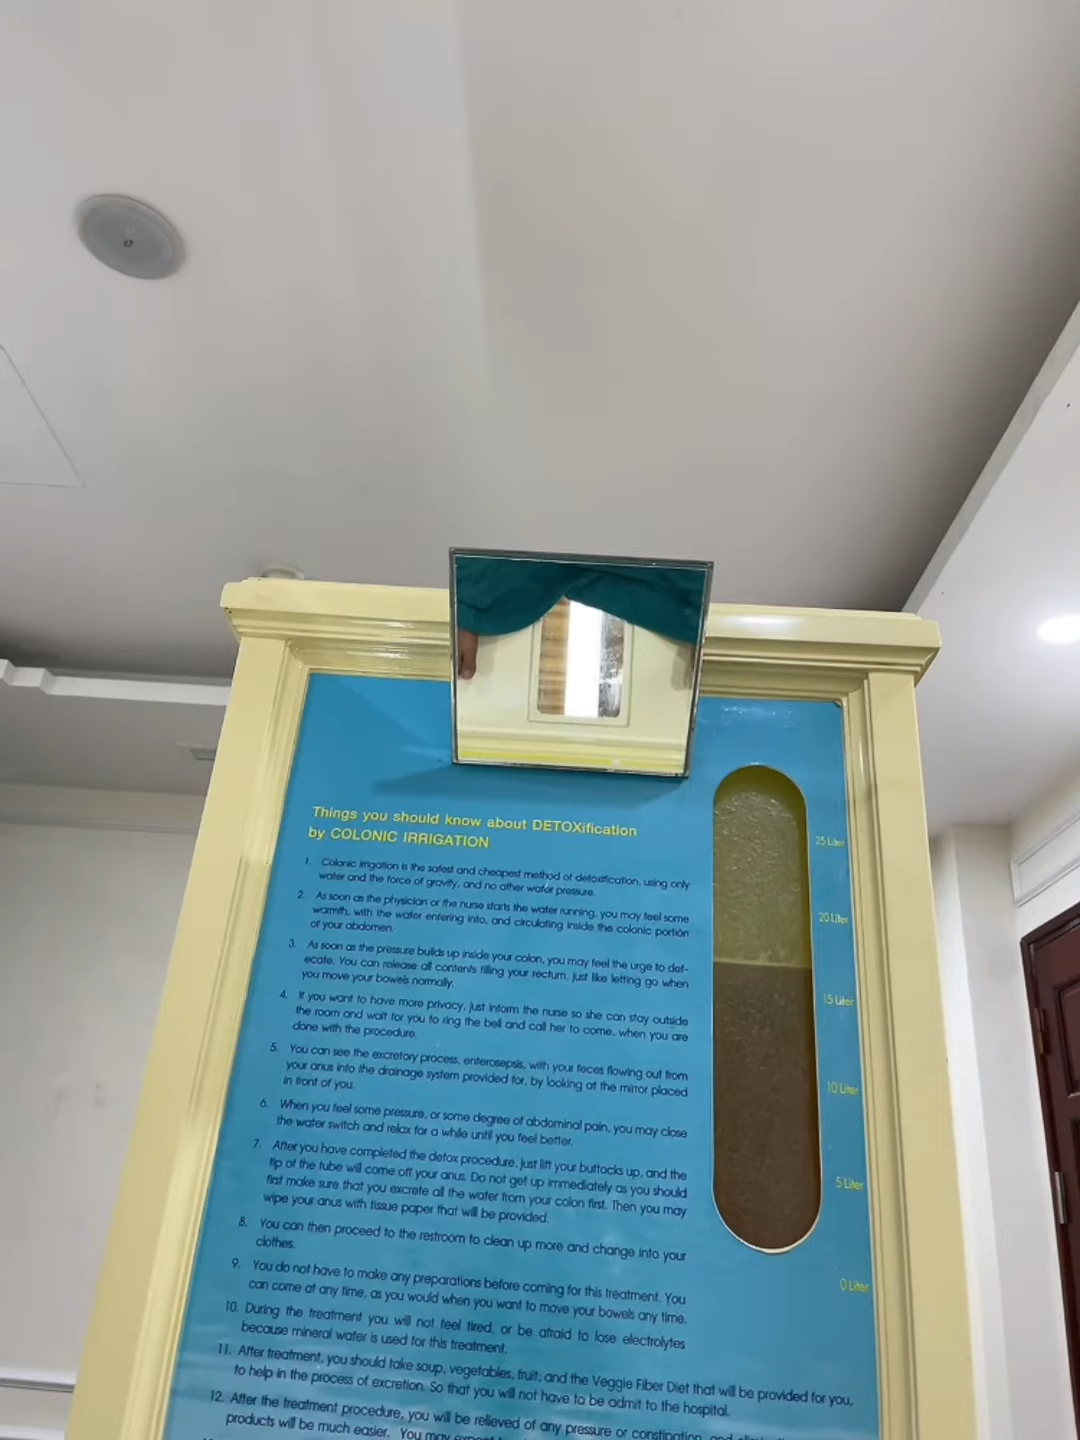 Things you should know about DETOXification
by COLONIC IRRIGATION
1. Colonic irrigation is the safest and cheapest method of detoxification, using only
water and the force of gravity, and no other water pressure.
2. As soon as the physician or the nurse starts the water running, you may feel some
warmth, with the water entering into, and circulating inside the colonic portion
of your abdomen.
3. As soon as the pressure builds up inside your colon, you may feel the urge to def-
ecate. You can release all contents filling your rectum, just like letting go when
you move your bowels normally.
4. If you want to have more privacy, just inform the nurse so she can stay outside
the room and wait for you to ring the bell and call her to come, when you are
done with the procedure.
5. You can see the excretory process, enterosepsis, with your feces flowing out from
your anus into the drainage system provided for, by looking at the mirror placed
in front of you.
6. When you feel some pressure, or some degree of abdominal pain, you may close
the water switch and relax for a while until you feel better.
7. After you have completed the detox procedure, just lift your buttocks up, and the
tip of the tube will come off your anus. Do not get up immediately as you should
first make sure that you excrete all the water from your colon first. Then you may
wipe your anus with tissue paper that will be provided.
8. You can then proceed to the restroom to clean up more and change into your
clothes.
9. You do not have to make any preparations before coming for this treatment. You
can come at any time, as you would when you want to move your bowels any time.
10. During the treatment you will not feel tired, or be afraid to lose electrolytes
because mineral water is used for this treatment.
11. After treatment, you should take soup, vegetables, fruit, and the Veggie Fiber Diet that will be provided for you,
to help in the process of excretion. So that you will not have to be admit to the hospital.
12. After the treatment procedure, you will be relieved of any pressure or constipation, and
products will be much easier. You may
25 Liter
20 Liter
15 Liter
10 Liter
5 Liter
0 Liter